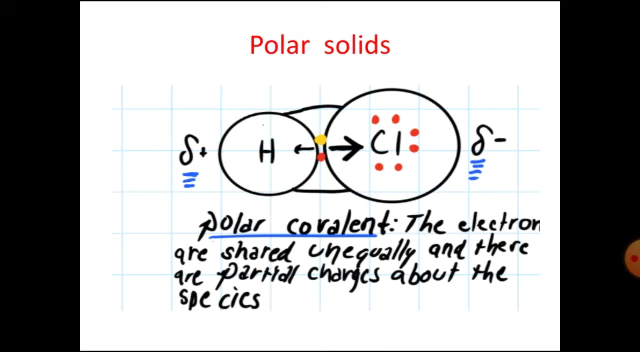 Polar solids
δ+ H Cl δ-
polar covalent: The electron
are shared unequally and there
are partial charges about the
species